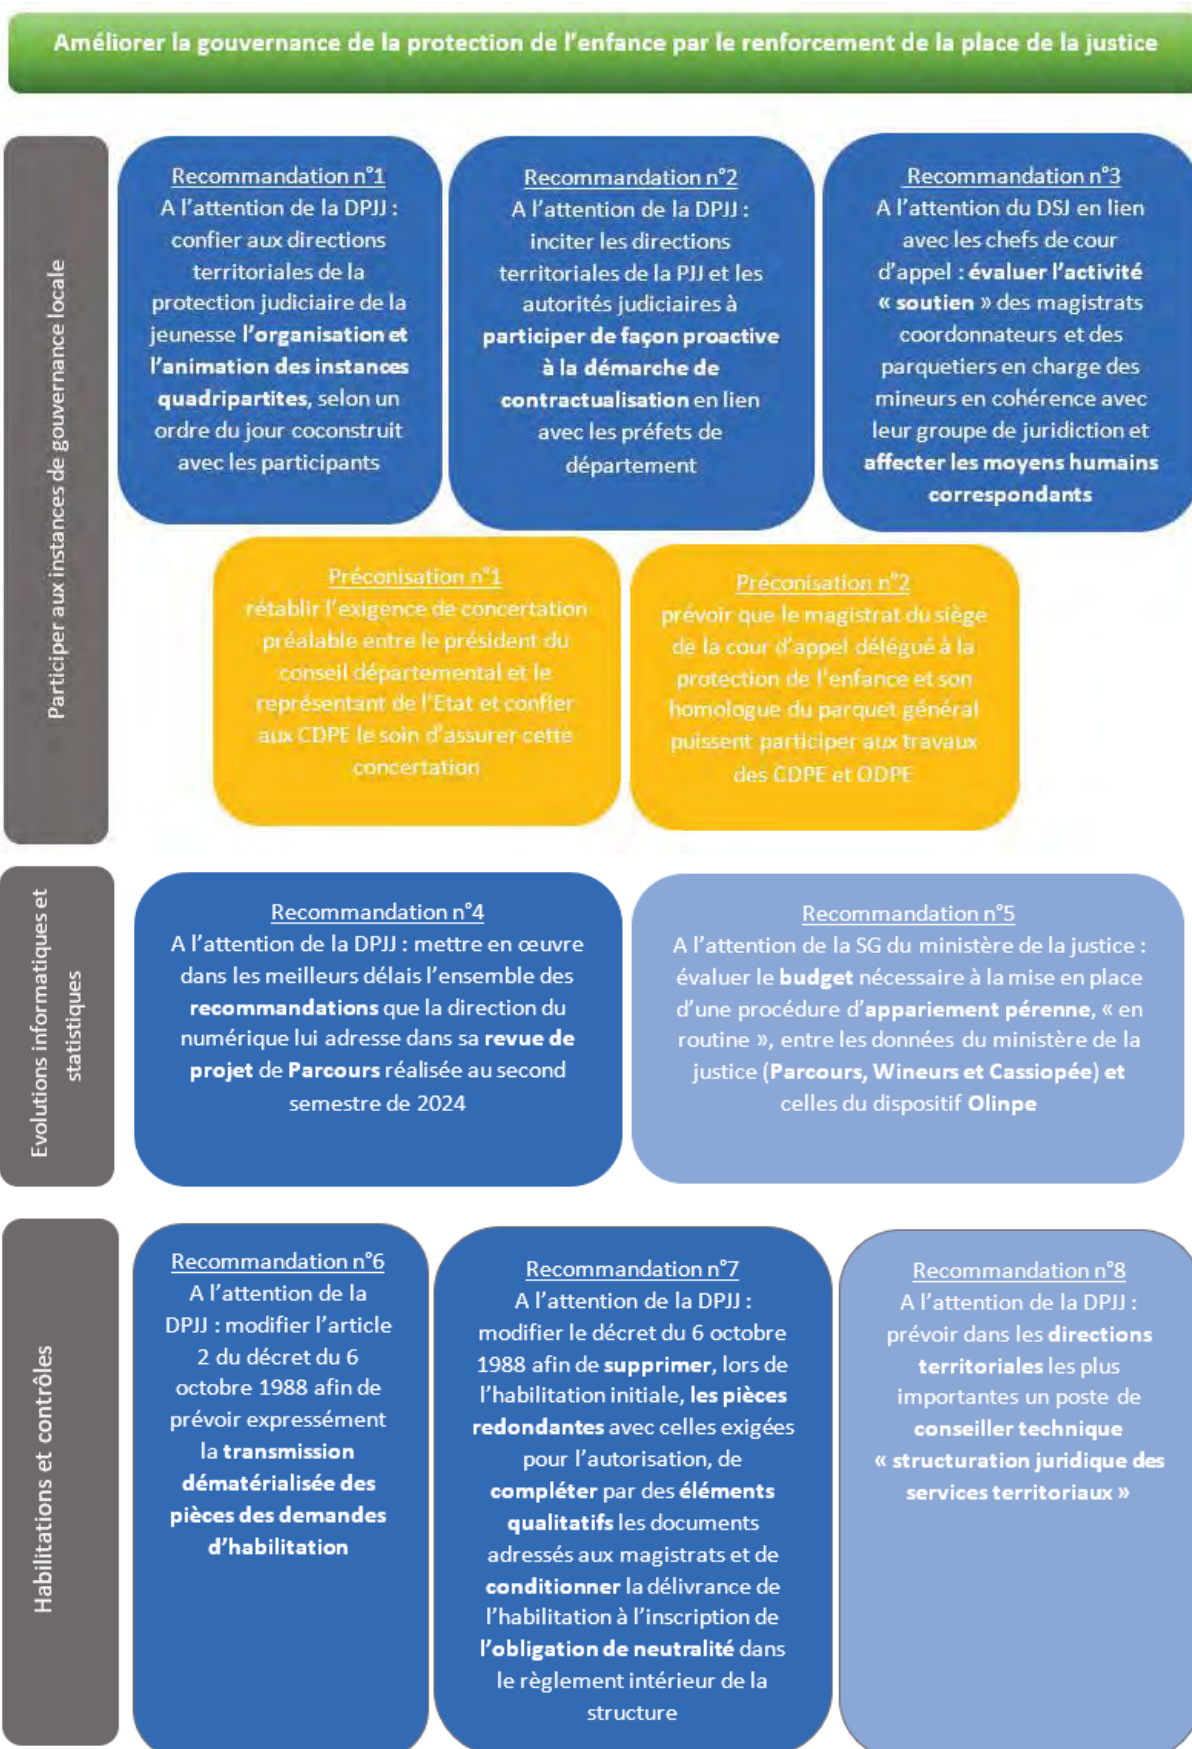 Améliorer la gouvernance de la protection de l'enfance par le renforcement de la place de la justice
Participer aux instances de gouvernance locale
Recommandation n°1
A l'attention de la DPJJ :
confier aux directions
territoriales de la
protection judiciaire de la
jeunesse l'organisation et
l'animation des instances
quadripartites, selon un
ordre du jour coconstruit
avec les participants
Recommandation n°2
A l'attention de la DPJJ :
inciter les directions
territoriales de la PJJ et les
autorités judiciaires à
participer de façon proactive
à la démarche de
contractualisation en lien
avec les préfets de
département
Recommandation n°3
A l'attention du DSJ en lien
avec les chefs de cour
d'appel : évaluer l'activité
« soutien » des magistrats
coordonnateurs et des
parquetiers en charge des
mineurs en cohérence avec
leur groupe de juridiction et
affecter les moyens humains
correspondants
Préconisation n°1
rétablir l'exigence de concertation
préalable entre le président du
conseil départemental et le
représentant de l'Etat et confier
aux CDPE le soin d'assurer cette
concertation
Préconisation n°2
prévoir que le magistrat du siège
de la cour d'appel délégué à la
protection de l'enfance et son
homologue du parquet général
puissent participer aux travaux
des CDPE et ODPE
Evolutions informatiques et
statistiques
Recommandation n°4
A l'attention de la DPJJ : mettre en œuvre
dans les meilleurs délais l'ensemble des
recommandations que la direction du
numérique lui adresse dans sa revue de
projet de Parcours réalisée au second
semestre de 2024
Recommandation n°5
A l'attention de la SG du ministère de la justice :
évaluer le budget nécessaire à la mise en place
d'une procédure d'appariement pérenne, « en
routine », entre les données du ministère de la
justice (Parcours, Wineurs et Cassiopée) et
celles du dispositif Olinpe
Habilitations et contrôles
Recommandation n°6
A l'attention de la
DPJJ : modifier l'article
2 du décret du 6
octobre 1988 afin de
prévoir expressément
la transmission
dématérialisée des
pièces des demandes
d'habilitation
Recommandation n°7
A l'attention de la DPJJ :
modifier le décret du 6 octobre
1988 afin de supprimer, lors de
l'habilitation initiale, les pièces
redondantes avec celles exigées
pour l'autorisation, de
compléter par des éléments
qualitatifs les documents
adressés aux magistrats et de
conditionner la délivrance de
l'habilitation à l'inscription de
l'obligation de neutralité dans
le règlement intérieur de la
structure
Recommandation n°8
A l'attention de la DPJJ :
prévoir dans les directions
territoriales les plus
importantes un poste de
conseiller technique
« structuration juridique des
services territoriaux »